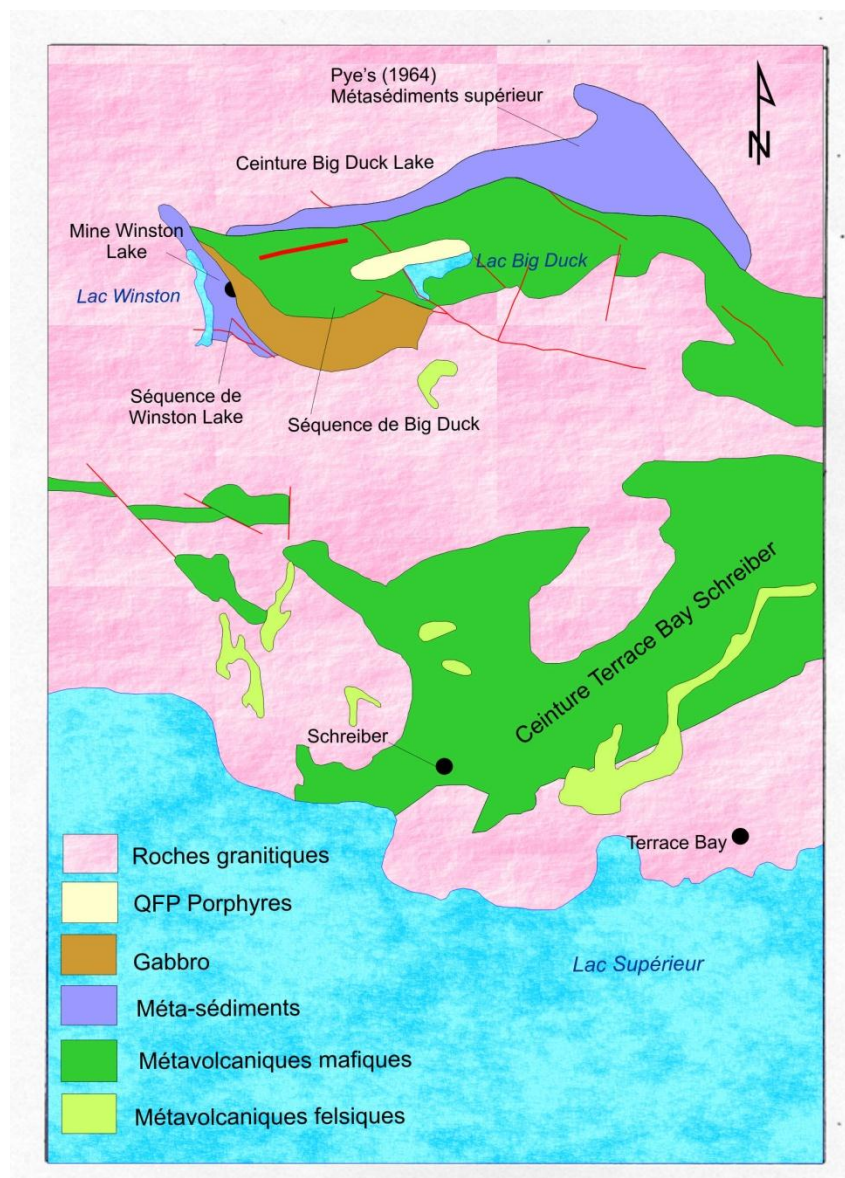 Pye's (1964)
Métasédiments supérieur
N
Ceinture Big Duck Lake
Mine Winston
Lake
Lac Big Duck
Lac Winston
Séquence de
Winston Lake
Séquence de Big Duck
Ceinture Terrace Bay Schreiber
Schreiber
Terrace Bay
Roches granitiques
QFP Porphyres
Gabbro
Lac Supérieur
Méta-sédiments
Métavolcaniques mafiques
Métavolcaniques felsiques